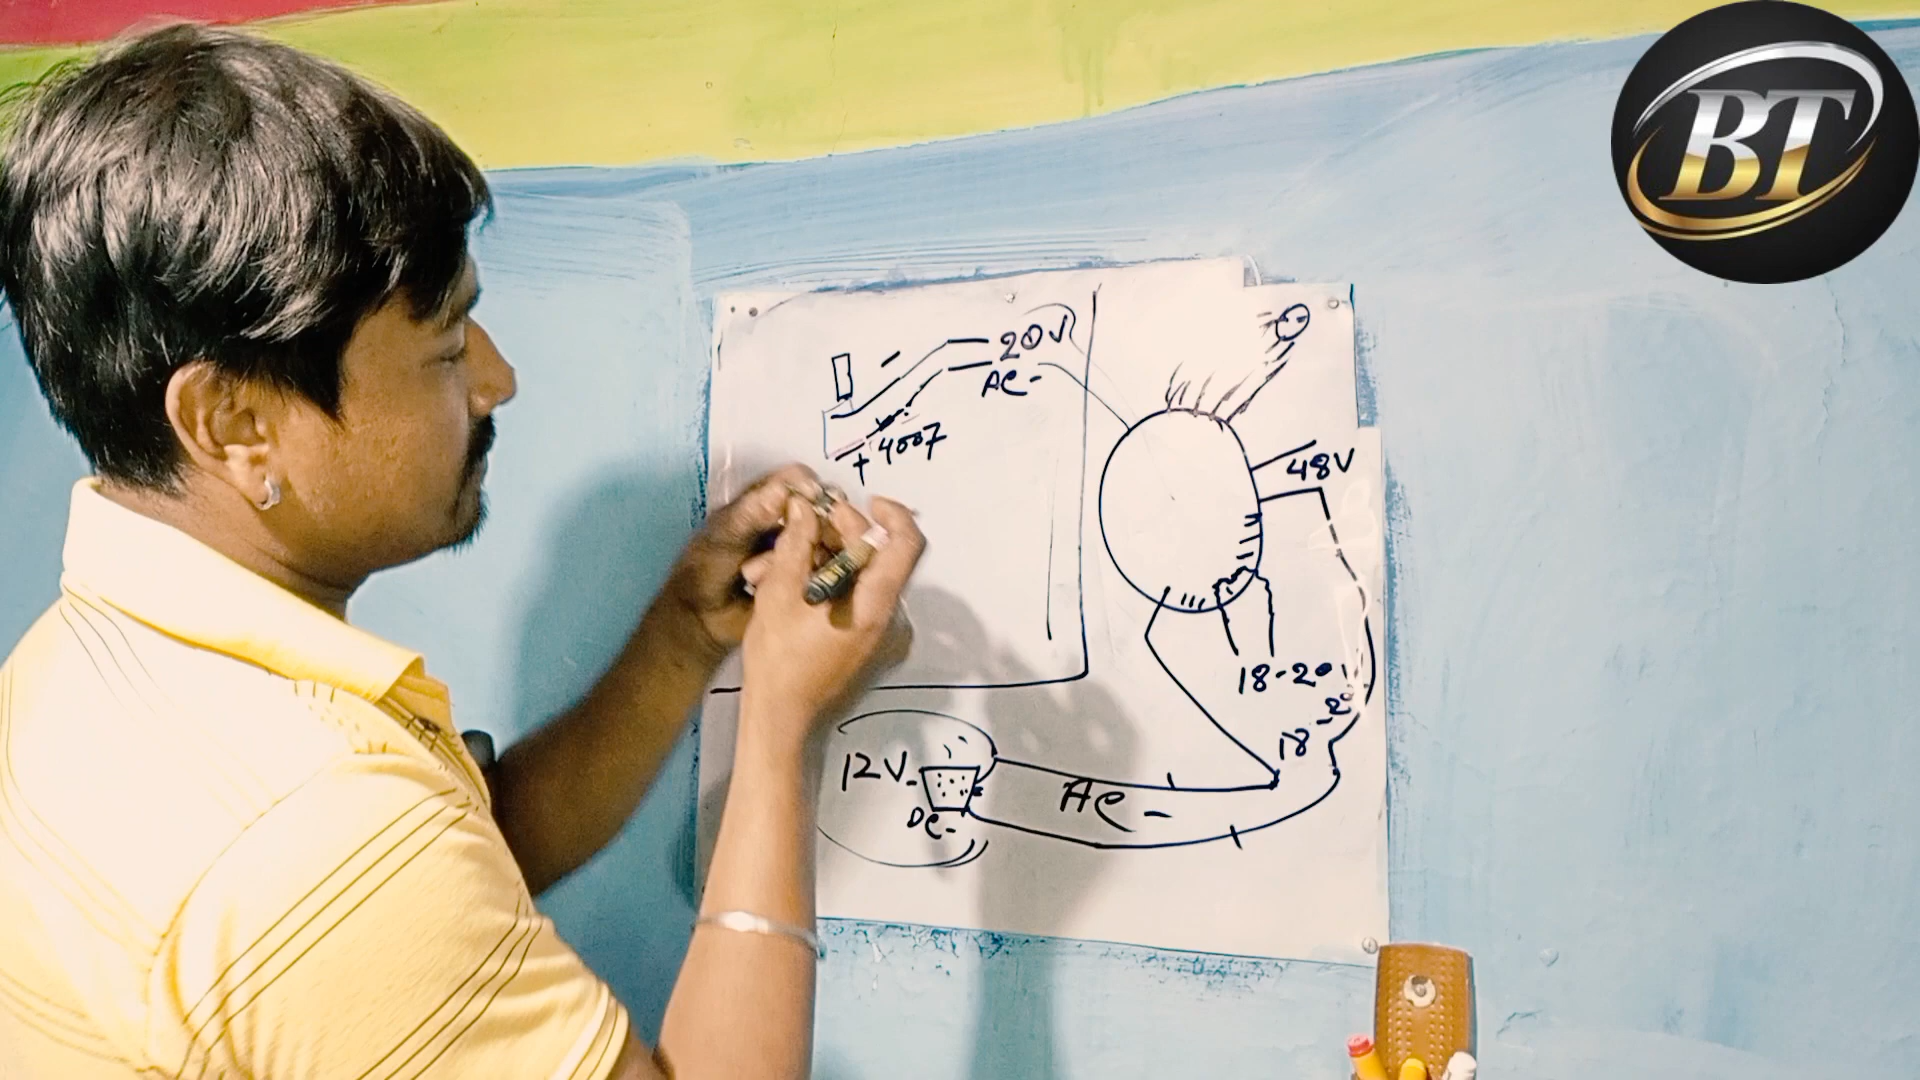 BT
20V
AC-
4007
+
48V
18-20
18-20
12V-
AC-
DC-